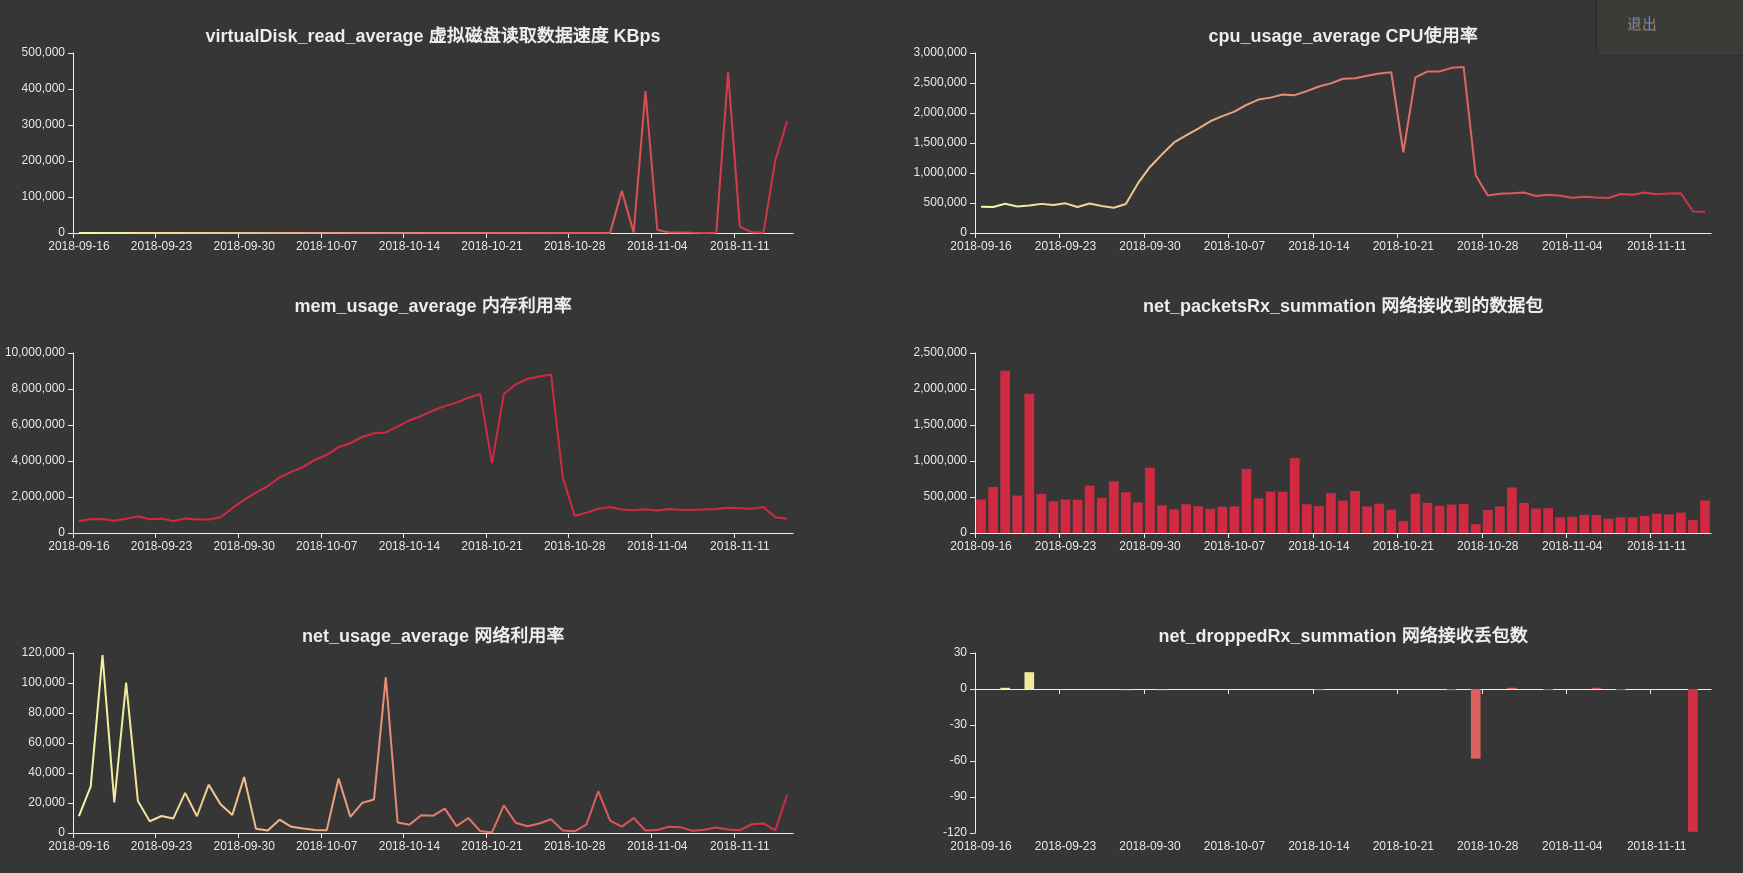 退出
virtualDisk_read_average 虚拟磁盘读取数据速度 KBps
500,000
400,000
300,000
200,000
100,000
0
2018-09-16 2018-09-23 2018-09-30 2018-10-07 2018-10-14 2018-10-21 2018-10-28 2018-11-04 2018-11-11
cpu_usage_average CPU使用率
3,000,000
2,500,000
2,000,000
1,500,000
1,000,000
500,000
0
2018-09-16 2018-09-23 2018-09-30 2018-10-07 2018-10-14 2018-10-21 2018-10-28 2018-11-04 2018-11-11
mem_usage_average 内存利用率
10,000,000
8,000,000
6,000,000
4,000,000
2,000,000
0
2018-09-16 2018-09-23 2018-09-30 2018-10-07 2018-10-14 2018-10-21 2018-10-28 2018-11-04 2018-11-11
net_packetsRx_summation 网络接收到的数据包
2,500,000
2,000,000
1,500,000
1,000,000
500,000
0
2018-09-16 2018-09-23 2018-09-30 2018-10-07 2018-10-14 2018-10-21 2018-10-28 2018-11-04 2018-11-11
net_usage_average 网络利用率
120,000
100,000
80,000
60,000
40,000
20,000
0
2018-09-16 2018-09-23 2018-09-30 2018-10-07 2018-10-14 2018-10-21 2018-10-28 2018-11-04 2018-11-11
net_droppedRx_summation 网络接收丢包数
30
0
-30
-60
-90
-120
2018-09-16 2018-09-23 2018-09-30 2018-10-07 2018-10-14 2018-10-21 2018-10-28 2018-11-04 2018-11-11